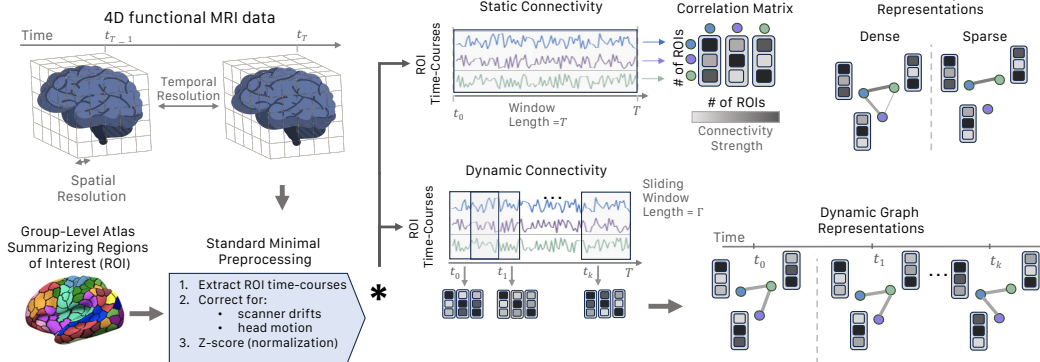 4D functional MRI data
Time
t_{T_1}
t_T
Temporal
Resolution
Spatial
Resolution
Group-Level Atlas
Summarizing Regions
of Interest (ROI)
Standard Minimal
Preprocessing
1. Extract ROI time-courses
2. Correct for:
• scanner drifts
• head motion
3. Z-score (normalization)
*
Static Connectivity
ROI
Time-Courses
t_0
Window
Length =T
T
Correlation Matrix
# of ROIs
# of ROIs
Connectivity
Strength
Representations
Dense
Sparse
Dynamic Connectivity
ROI
Time-Courses
...
Sliding
Window
Length = Γ
t_0
t_1
t_k
T
Dynamic Graph
Representations
Time
t_0
t_1
...
t_k